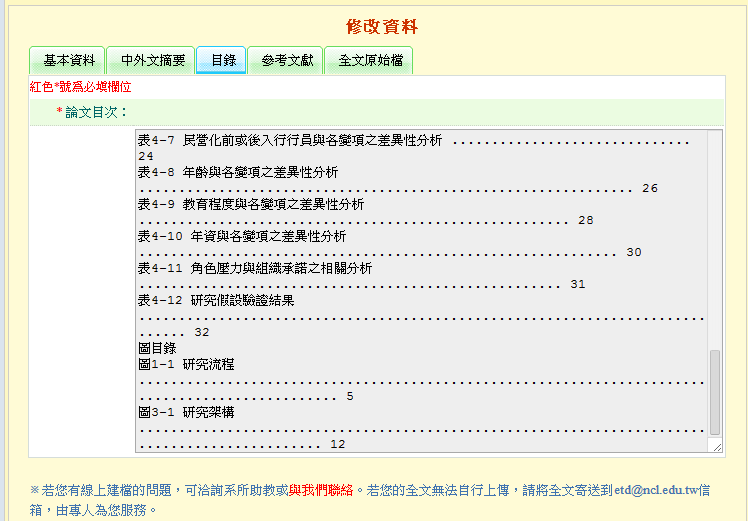 修改資料
基本資料 中外文摘要 目錄 參考文獻 全文原始檔
紅色*號為必填欄位
*論文目次：
表4-7 民營化前或後入行行員與各變項之差異性分析 ..............................
24
表4-8 年齡與各變項之差異性分析
.............................................................. 26
表4-9 教育程度與各變項之差異性分析
...................................................... 28
表4-10 年資與各變項之差異性分析
............................................................ 30
表4-11 角色壓力與組織承諾之相關分析
..................................................... 31
表4-12 研究假設驗證結果
.......................................................................
...... 32
圖目錄
圖1-1 研究流程
.......................................................................
......................... 5
圖3-1 研究架構
.......................................................................
....................... 12
※若您有線上建檔的問題，可洽詢系所助教或與我們聯絡。若您的全文無法自行上傳，請將全文寄送到etd@ncl.edu.tw信
箱，由專人為您服務。